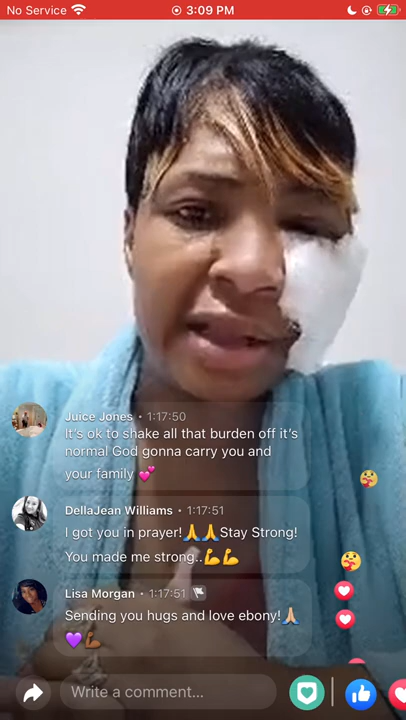 No Service 3:09 PM
Juice Jones • 1:17:50
It's ok to shake all that burden off it's
normal God gonna carry you and
your family 💕
DellaJean Williams • 1:17:51
I got you in prayer!🙏🙏Stay Strong!
You made me strong..💪💪
Lisa Morgan • 1:17:51
Sending you hugs and love ebony!🙏🏼
💜💪🏾
Write a comment...